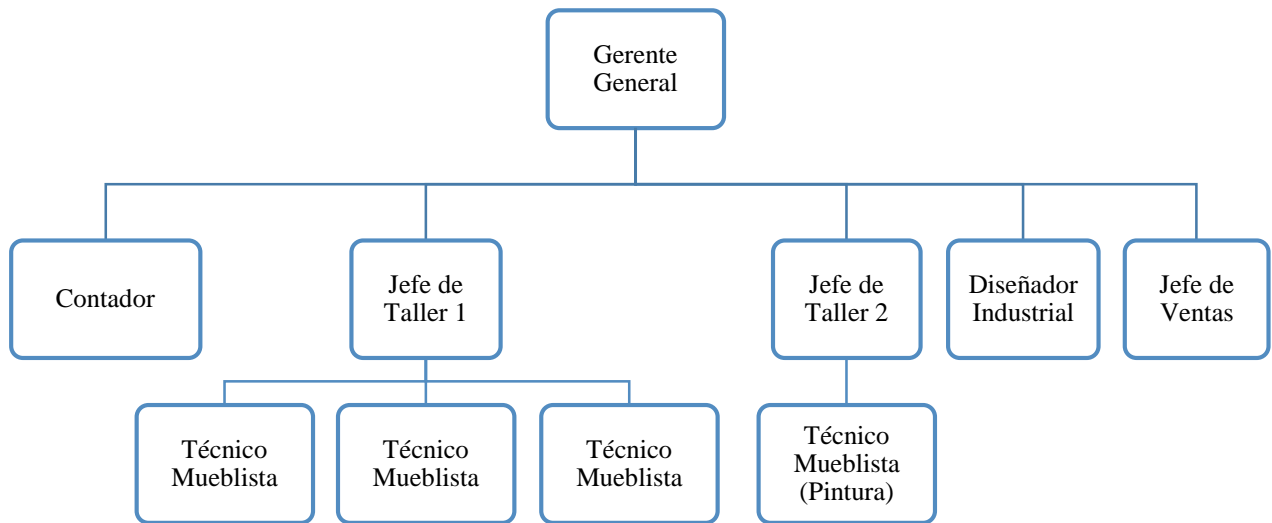 Gerente
General
Contador
Jefe de
Taller 1
Jefe de
Taller 2
Diseñador
Industrial
Jefe de
Ventas
Técnico
Mueblista
Técnico
Mueblista
Técnico
Mueblista
Técnico
Mueblista
(Pintura)